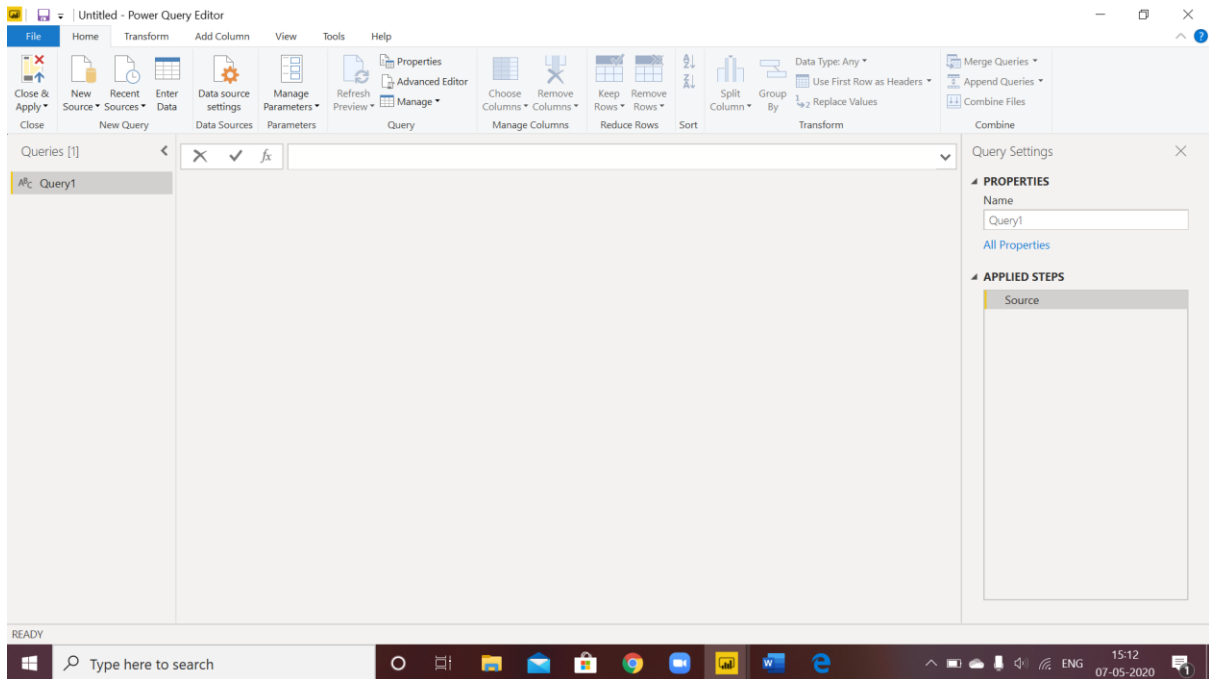 Untitled - Power Query Editor
File Home Transform Add Column View Tools Help
Close & Apply
New Source
Recent Sources
Enter Data
Data source settings
Manage Parameters
Refresh Preview
Properties
Advanced Editor
Manage
Choose Columns
Remove Columns
Keep Rows
Remove Rows
Split Column
Group By
Data Type: Any
Use First Row as Headers
Replace Values
Merge Queries
Append Queries
Combine Files
Close New Query Data Sources Parameters Query Manage Columns Reduce Rows Sort Transform Combine
Queries [1]
fx
Query Settings
ABC Query1
PROPERTIES
Name
Query1
All Properties
APPLIED STEPS
Source
READY
Type here to search
ENG
15:12
07-05-2020